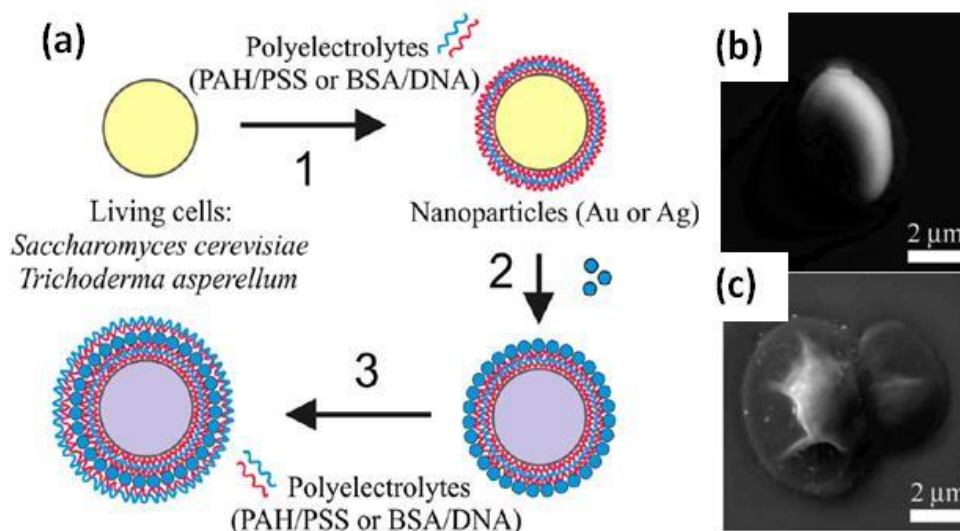 (a)
Polyelectrolytes
(PAH/PSS or BSA/DNA)
1
Living cells:
Saccharomyces cerevisiae
Trichoderma asperellum
Nanoparticles (Au or Ag)
2
3
Polyelectrolytes
(PAH/PSS or BSA/DNA)
(b)
2 μm
(c)
2 μm